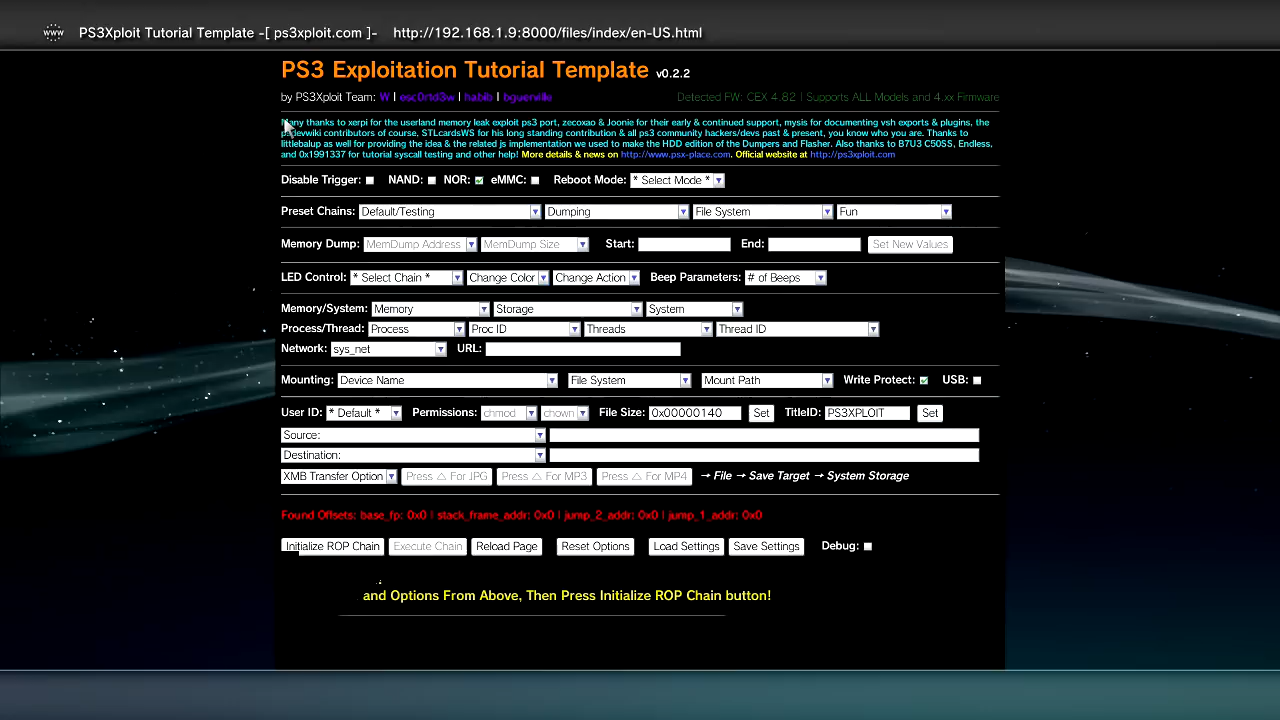 PS3Xploit Tutorial Template -[ ps3xploit.com ]- http://192.168.1.9:8000/files/index/en-US.html
PS3 Exploitation Tutorial Template v0.2.2
by PS3Xploit Team: W | esc0rtd3w | habib | bguerville Detected FW: CEX 4.82 | Supports ALL Models and 4.xx Firmware
Many thanks to xerpi for the userland memory leak exploit ps3 port, zecoxao & Joonie for their early & continued support, mysis for documenting vsh exports & plugins, the
ps3devwiki contributors of course, STLcardsWS for his long standing contribution & all ps3 community hackers/devs past & present, you know who you are. Thanks to
littlebalup as well for providing the idea & the related js implementation we used to make the HDD edition of the Dumpers and Flasher. Also thanks to B7U3 C50SS, Endless,
and 0x1991337 for tutorial syscall testing and other help! More details & news on http://www.psx-place.com. Official website at http://ps3xploit.com
Disable Trigger: NAND: NOR: eMMC: Reboot Mode: * Select Mode *
Preset Chains: Default/Testing Dumping File System Fun
Memory Dump: MemDump Address MemDump Size Start: End: Set New Values
LED Control: * Select Chain * Change Color Change Action Beep Parameters: # of Beeps
Memory/System: Memory Storage System
Process/Thread: Process Proc ID Threads Thread ID
Network: sys_net URL:
Mounting: Device Name File System Mount Path Write Protect: USB:
User ID: * Default * Permissions: chmod chown File Size: 0x00000140 Set TitleID: PS3XPLOIT Set
Source:
Destination:
XMB Transfer Option Press △ For JPG Press △ For MP3 Press △ For MP4 → File → Save Target → System Storage
Found Offsets: base_fp: 0x0 | stack_frame_addr: 0x0 | jump_2_addr: 0x0 | jump_1_addr: 0x0
Initialize ROP Chain Execute Chain Reload Page Reset Options Load Settings Save Settings Debug:
and Options From Above, Then Press Initialize ROP Chain button!